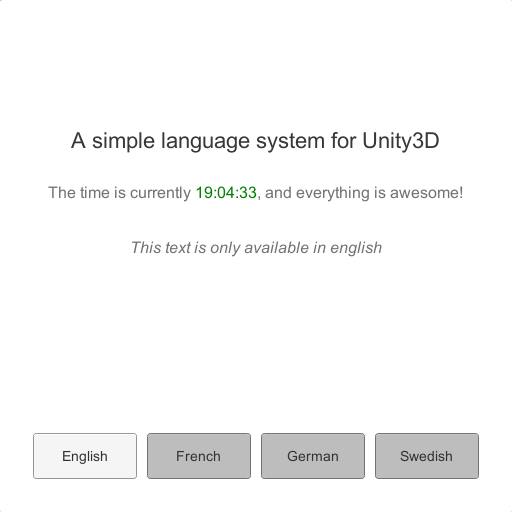 A simple language system for Unity3D
The time is currently 19:04:33, and everything is awesome!
This text is only available in english
English French German Swedish